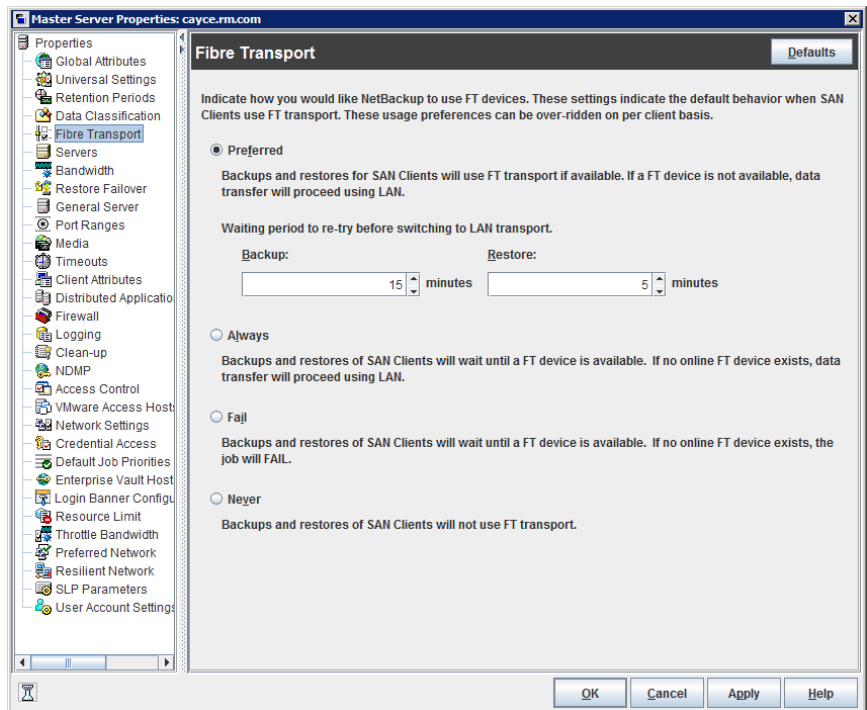 Master Server Properties: cayce.rm.com
Properties
Global Attributes
Universal Settings
Retention Periods
Data Classification
Fibre Transport
Servers
Bandwidth
Restore Failover
General Server
Port Ranges
Media
Timeouts
Client Attributes
Distributed Applicatio
Firewall
Logging
Clean-up
NDMP
Access Control
VMware Access Hosts
Network Settings
Credential Access
Default Job Priorities
Enterprise Vault Host
Login Banner Configu
Resource Limit
Throttle Bandwidth
Preferred Network
Resilient Network
SLP Parameters
User Account Settings
Fibre Transport
Defaults
Indicate how you would like NetBackup to use FT devices. These settings indicate the default behavior when SAN
Clients use FT transport. These usage preferences can be over-ridden on per client basis.
Preferred
Backups and restores for SAN Clients will use FT transport if available. If a FT device is not available, data
transfer will proceed using LAN.
Waiting period to re-try before switching to LAN transport.
Backup: Restore:
15 minutes 5 minutes
Always
Backups and restores of SAN Clients will wait until a FT device is available. If no online FT device exists, data
transfer will proceed using LAN.
Fail
Backups and restores of SAN Clients will wait until a FT device is available. If no online FT device exists, the
job will FAIL.
Never
Backups and restores of SAN Clients will not use FT transport.
OK Cancel Apply Help